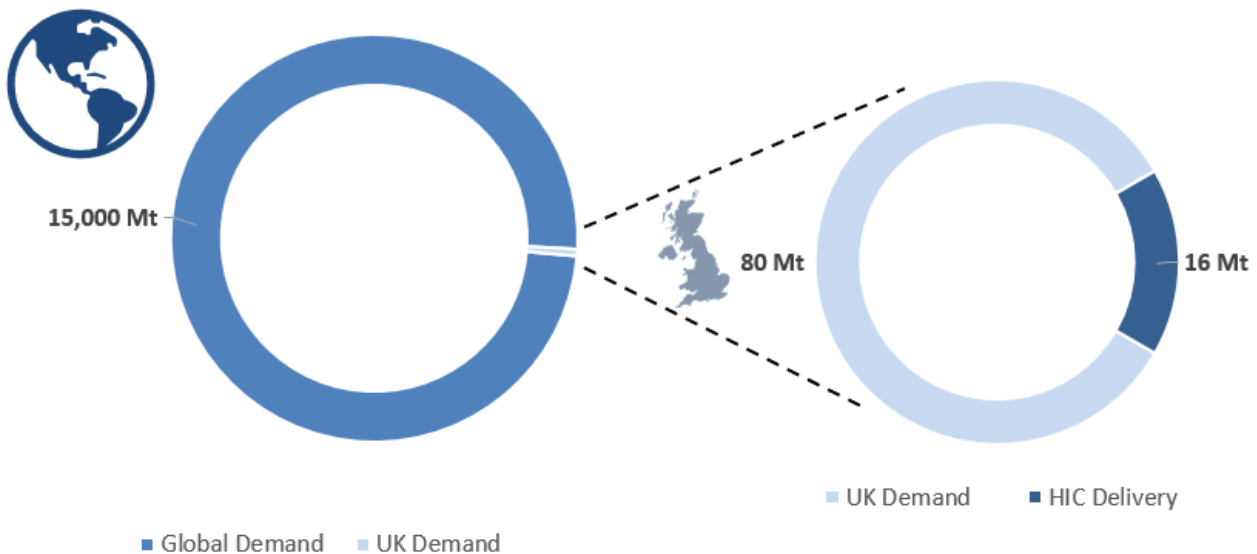 15,000 Mt
80 Mt
16 Mt
UK Demand
HIC Delivery
Global Demand
UK Demand